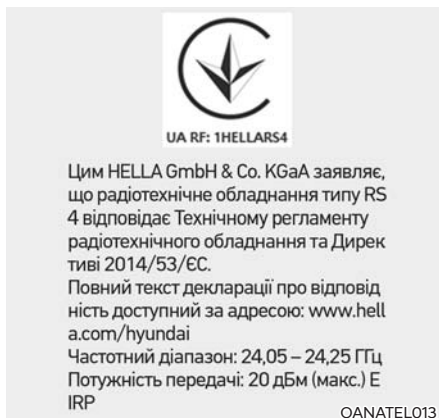 UA RF: 1HELLARS4
Цим HELLA GmbH & Co. KGaA заявляє,
що радіотехнічне обладнання типу RS
4 відповідає Технічному регламенту
радіотехнічного обладнання та Дирек
тиві 2014/53/ЄС.
Повний текст декларації про відповід
ність доступний за адресою: www.hell
a.com/hyundai
Частотний діапазон: 24,05 – 24,25 ГГц
Потужність передачі: 20 дБм (макс.) E
IRP
OANATEL013